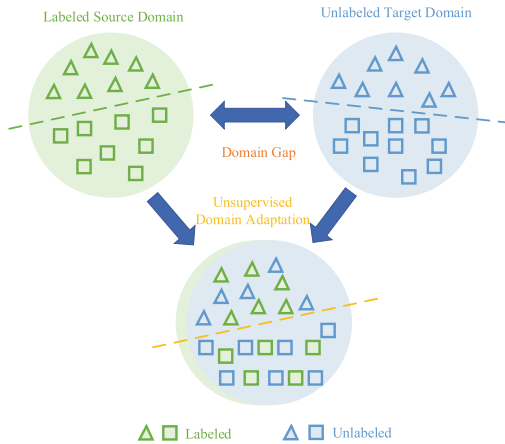 Labeled Source Domain
Unlabeled Target Domain
Domain Gap
Unsupervised
Domain Adaptation
Labeled
Unlabeled